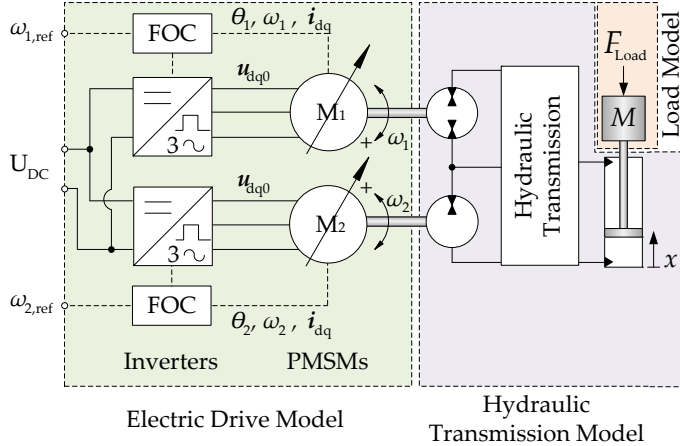 ω1,ref
FOC
θ1, ω1, idq
udq0
M1
+
ω1
3
UDC
udq0
M2
+
ω2
3
FOC
ω2,ref
θ2, ω2, idq
Inverters
PMSMs
Hydraulic
Transmission
FLoad
M
Load Model
x
Electric Drive Model
Hydraulic
Transmission Model